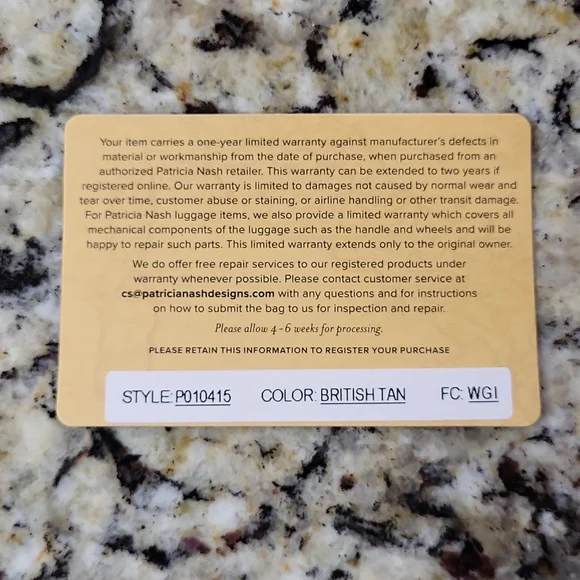 Your item carries a one-year limited warranty against manufacturer's defects in
material or workmanship from the date of purchase, when purchased from an
authorized Patricia Nash retailer. This warranty can be extended to two years if
registered online. Our warranty is limited to damages not caused by normal wear and
tear over time, customer abuse or staining, or airline handling or other transit damage.
For Patricia Nash luggage items, we also provide a limited warranty which covers all
mechanical components of the luggage such as the handle and wheels and will be
happy to repair such parts. This limited warranty extends only to the original owner.
We do offer free repair services to our registered products under
warranty whenever possible. Please contact customer service at
cs@patricianashdesigns.com with any questions and for instructions
on how to submit the bag to us for inspection and repair.
Please allow 4-6 weeks for processing.
PLEASE RETAIN THIS INFORMATION TO REGISTER YOUR PURCHASE
STYLE: P010415 COLOR: BRITISH TAN FC: WGI